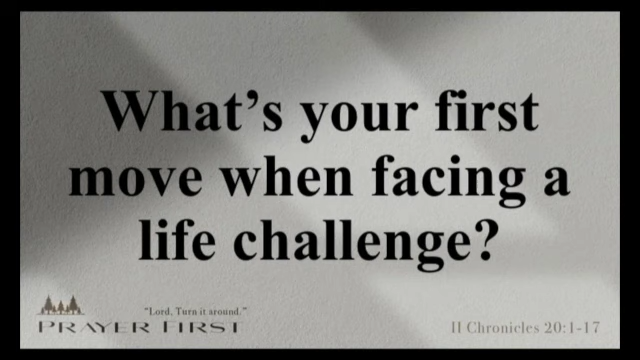 What's your first
move when facing a
life challenge?
"Lord, Turn it around."
PRAYER FIRST
II Chronicles 20:1-17